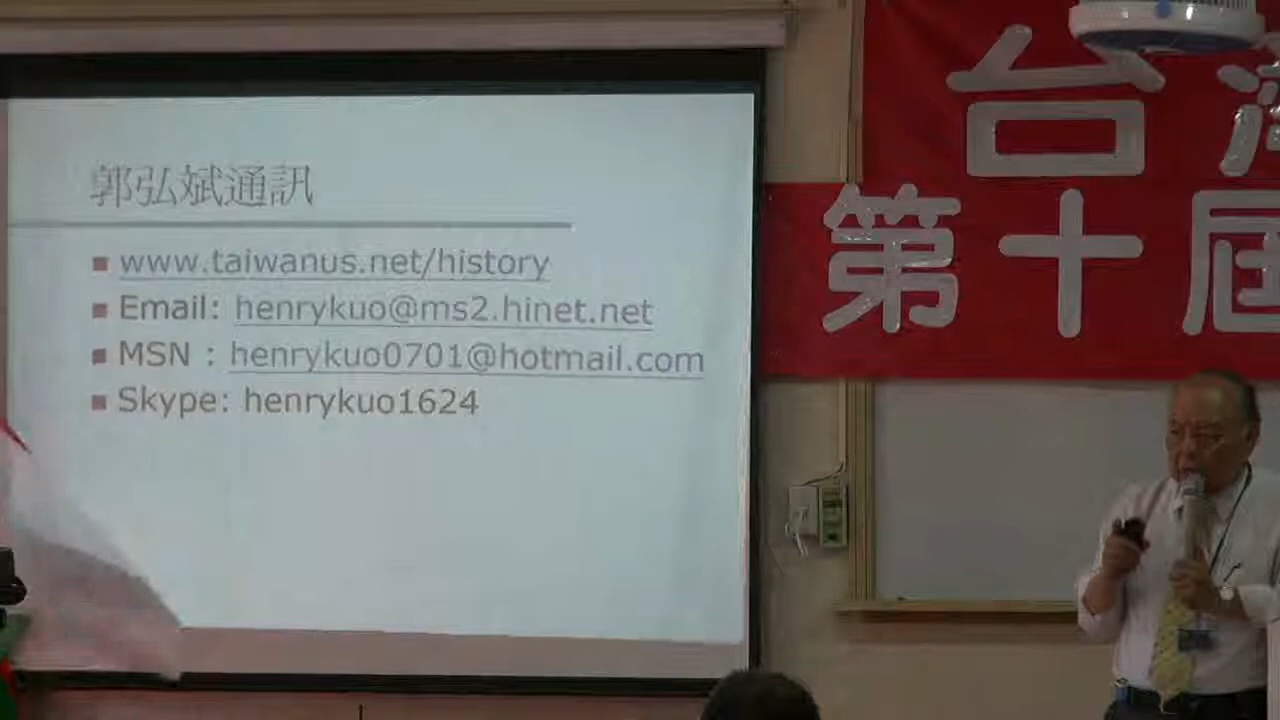 郭弘斌通訊
www.taiwanus.net/history
Email: henrykuo@ms2.hinet.net
MSN : henrykuo0701@hotmail.com
Skype: henrykuo1624
台
第十屆